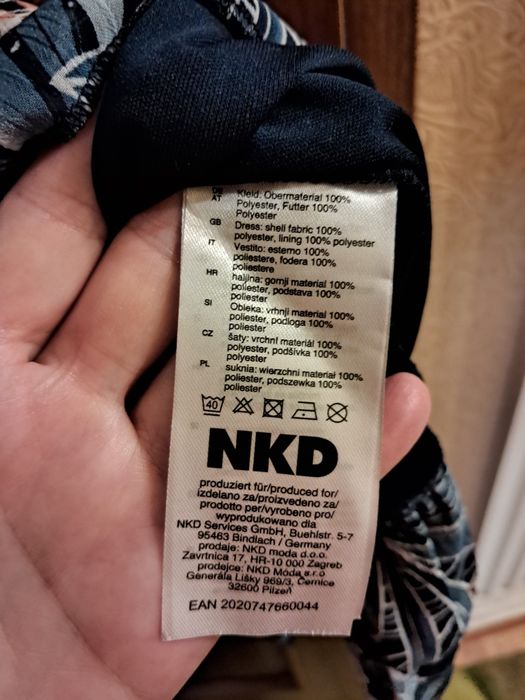 DE Kleid: Obermaterial 100%
AT Polyester, Futter 100%
Polyester
GB Dress: shell fabric 100%
polyester, lining 100% polyester
IT Vestito: esterno 100%
poliestere, fodera 100%
poliestere
HR haljina: gornji material 100%
poliester, podstava 100%
poliester
SI Obleka: vrhnji material 100%
poliester, podloga 100%
poliester
CZ šaty: vrchní materiál 100%
polyester, podšívka 100%
polyester
PL suknia: wierzchni materiał 100%
poliester, podszewka 100%
poliester
40
NKD
produziert für/produced for/
izdelano za/proizvedeno za/
prodotto per/vyrobeno pro/
wyprodukowano dla
NKD Services GmbH, Buehlstr. 5-7
95463 Bindlach / Germany
prodaje: NKD moda d.o.o.
Zavrtnica 17, HR-10 000 Zagreb
prodejce: NKD Móda s.r.o
Generála Lišky 969/3, Černice
32600 Plzeň
EAN 2020747660044